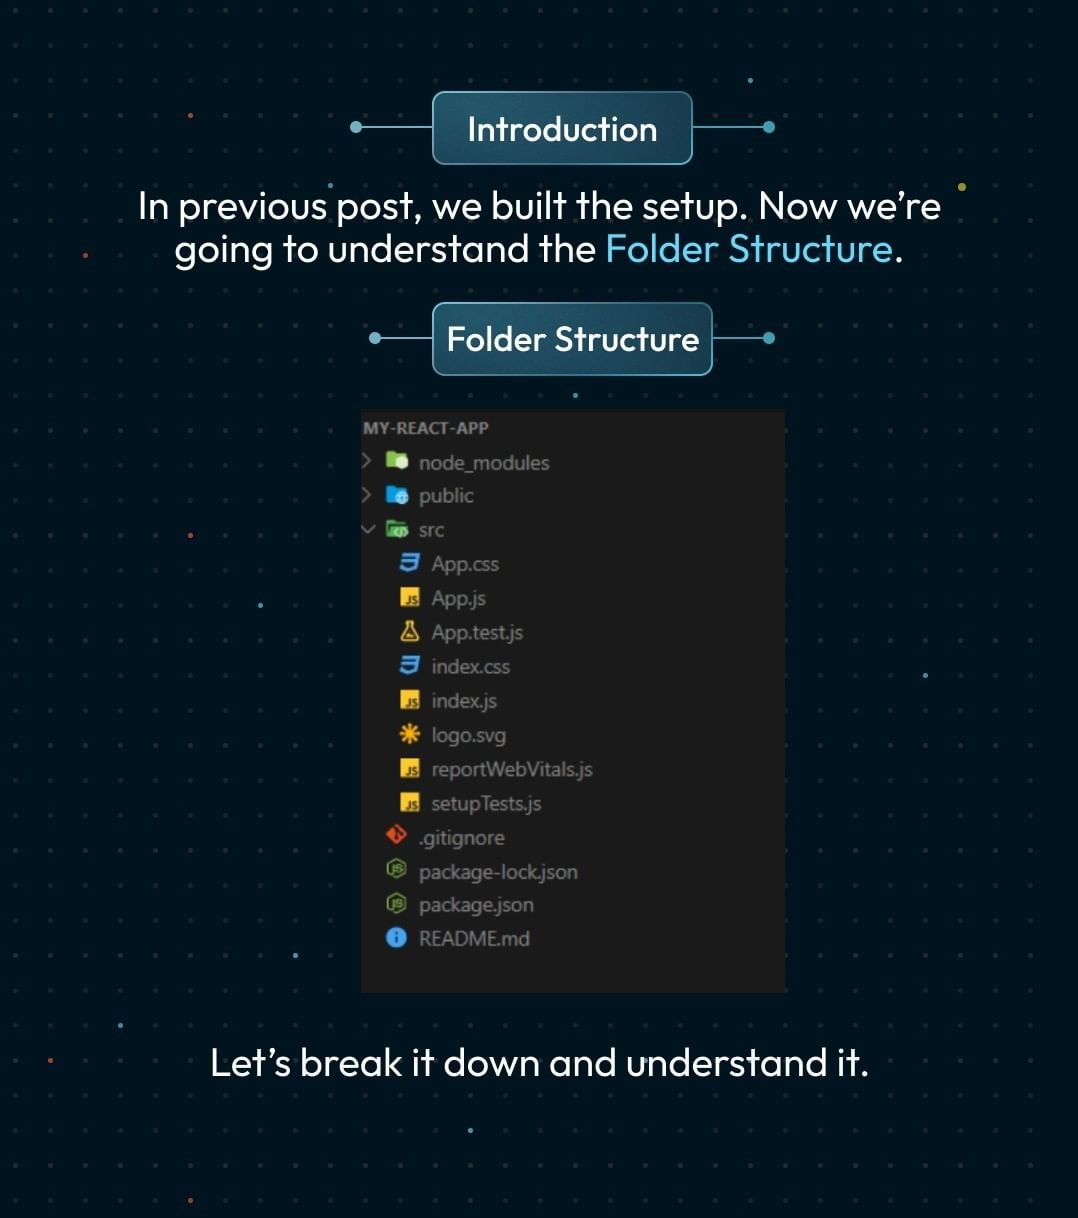 Introduction
In previous post, we built the setup. Now we’re
going to understand the Folder Structure.
Folder Structure
MY-REACT-APP
node_modules
public
src
App.css
App.js
App.test.js
index.css
index.js
logo.svg
reportWebVitals.js
setupTests.js
.gitignore
package-lock.json
package.json
README.md
Let’s break it down and understand it.